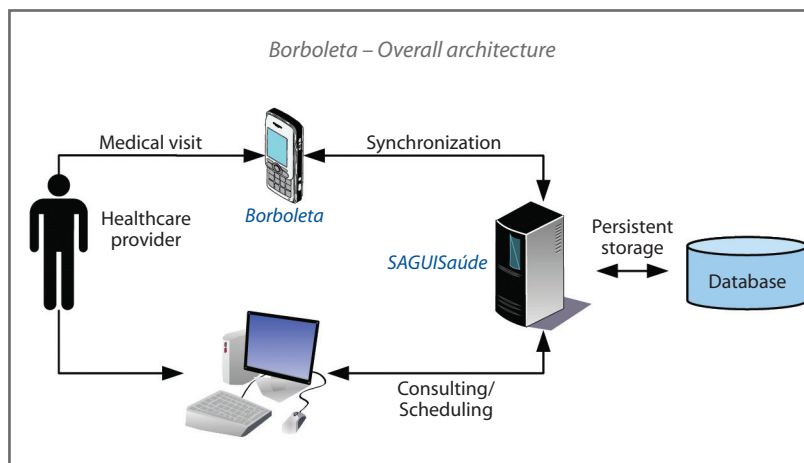 Borboleta – Overall architecture
Medical visit
Synchronization
Healthcare
provider
Borboleta
SAGUISaúde
Persistent
storage
Database
Consulting/
Scheduling